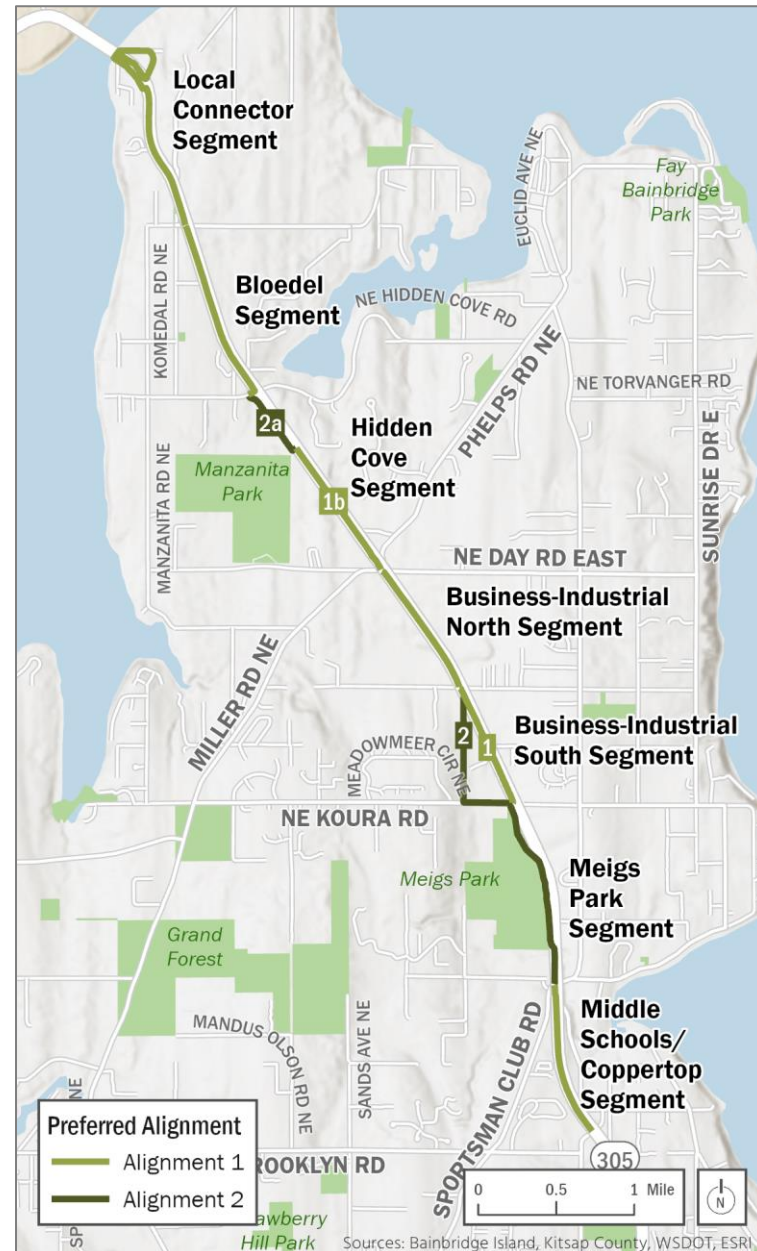 Local
Connector
Segment
EUCLID AVE NE
Fay
Bainbridge
Park
KOMEDAL RD NE
Bloedel
Segment
NE HIDDEN COVE RD
PHELPS RD NE
NE TORVANGER RD
SUNRISE DR E
2a
Hidden
Cove
Segment
MANZANITA RD NE
Manzanita
Park
1b
NE DAY RD EAST
Business-Industrial
North Segment
MILLER RD NE
Business-Industrial
South Segment
2
1
MEADOWMEER CIR NE
NE KOURA RD
Meigs Park
Meigs
Park
Segment
Grand
Forest
MANDUS OLSON RD NE
SANDS AVE NE
SPORTSMAN CLUB RD
Middle
Schools/
Coppertop
Segment
NE
SP
Preferred Alignment
Alignment 1
Alignment 2
ROOKLYN RD
305
0 0.5 1 Mile
N
awberry
Hill Park
Sources: Bainbridge Island, Kitsap County, WSDOT, ESRI